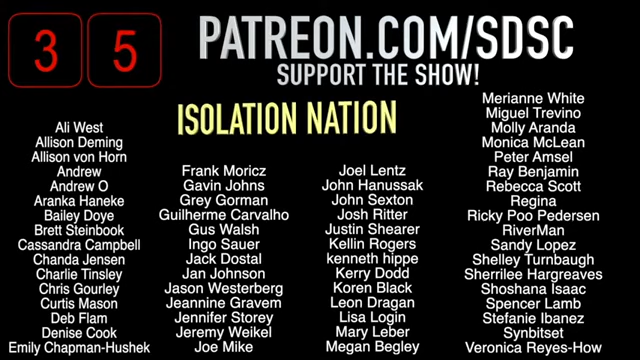 35
PATREON.COM/SDSC
SUPPORT THE SHOW!
ISOLATION NATION
Ali West
Allison Deming
Allison von Horn
Andrew
Andrew O
Aranka Haneke
Bailey Doye
Brett Steinbook
Cassandra Campbell
Chanda Jensen
Charlie Tinsley
Chris Gourley
Curtis Mason
Deb Flam
Denise Cook
Emily Chapman-Hushek
Frank Moricz
Gavin Johns
Grey Gorman
Guilherme Carvalho
Gus Walsh
Ingo Sauer
Jack Dostal
Jan Johnson
Jason Westerberg
Jeannine Gravem
Jennifer Storey
Jeremy Weikel
Joe Mike
Joel Lentz
John Hanussak
John Sexton
Josh Ritter
Justin Shearer
Kellin Rogers
kenneth hippe
Kerry Dodd
Koren Black
Leon Dragan
Lisa Login
Mary Leber
Megan Begley
Merianne White
Miguel Trevino
Molly Aranda
Monica McLean
Peter Amsel
Ray Benjamin
Rebecca Scott
Regina
Ricky Poo Pedersen
RiverMan
Sandy Lopez
Shelley Turnbaugh
Sherrilee Hargreaves
Shoshana Isaac
Spencer Lamb
Stefanie Ibanez
Synbitset
Veronica Reyes-How